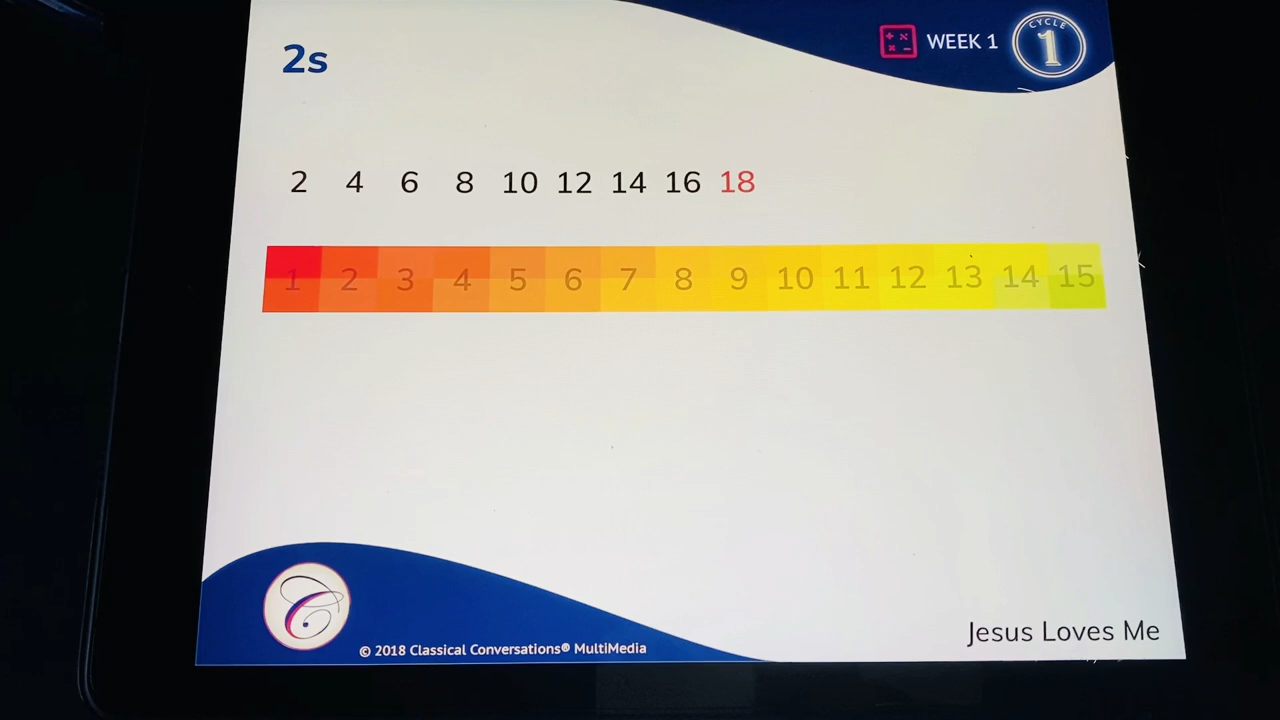 2s
WEEK 1
CYCLE
1
2 4 6 8 10 12 14 16 18
1 2 3 4 5 6 7 8 9 10 11 12 13 14 15
© 2018 Classical Conversations® MultiMedia
Jesus Loves Me